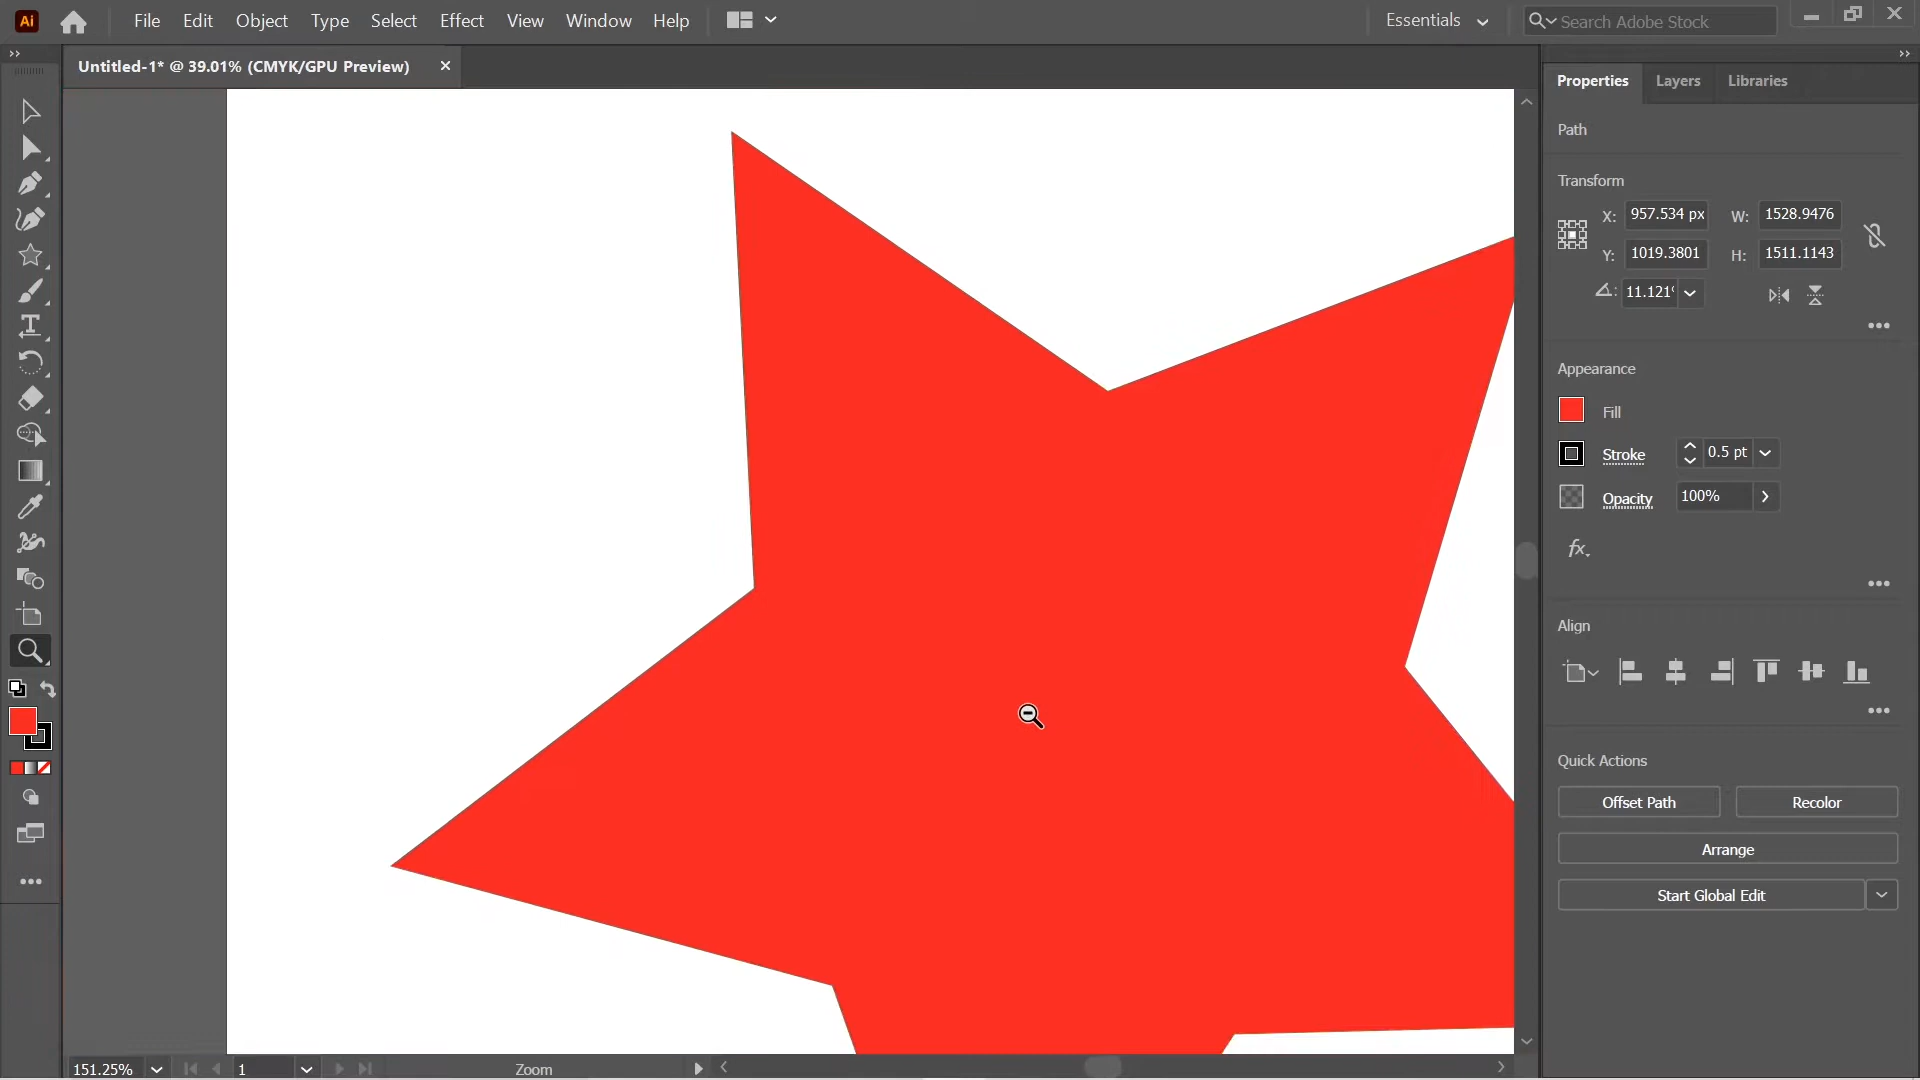 Ai File Edit Object Type Select Effect View Window Help Essentials Search Adobe Stock
Untitled-1* @ 39.01% (CMYK/GPU Preview)
Properties Layers Libraries
Path
Transform
X: 957.534 px W: 1528.9476
Y: 1019.3801 H: 1511.1143
11.121°
Appearance
Fill
Stroke 0.5 pt
Opacity 100%
fx.
Align
Quick Actions
Offset Path Recolor
Arrange
Start Global Edit
151.25% 1 Zoom